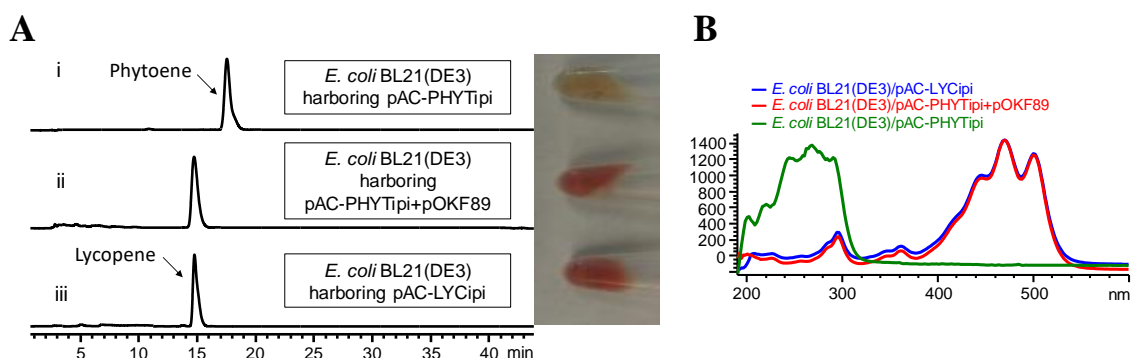 A
i
Phytoene
E. coli BL21(DE3)
harboring pAC-PHYTipi
ii
E. coli BL21(DE3)
harboring
pAC-PHYTipi+pOKF89
Lycopene
iii
E. coli BL21(DE3)
harboring pAC-LYCipi
5 10 15 20 25 30 35 40 min
B
E. coli BL21(DE3)/pAC-LYCipi
E. coli BL21(DE3)/pAC-PHYTipi+pOKF89
E. coli BL21(DE3)/pAC-PHYTipi
1400
1200
1000
800
600
400
200
0
200 300 400 500 nm